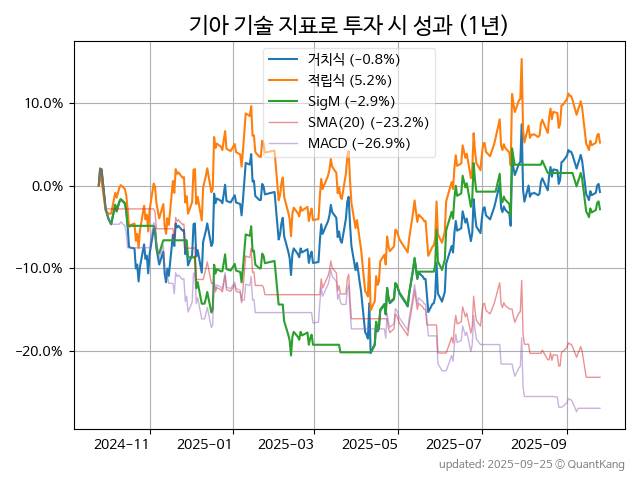 기아 기술 지표로 투자 시 성과 (1년)
거치식 (−0.8%)
적립식 (5.2%)
SigM (−2.9%)
SMA(20) (−23.2%)
MACD (−26.9%)
10.0%
0.0%
−10.0%
−20.0%
2024-11 2025-01 2025-03 2025-05 2025-07 2025-09
updated: 2025-09-25 ⓒ QuantKang